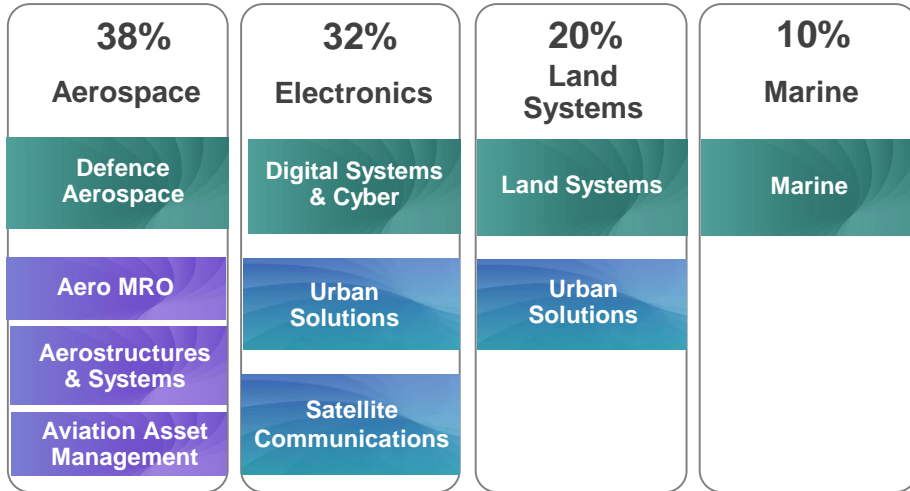 38%
Aerospace
Defence
Aerospace
Aero MRO
Aerostructures
& Systems
Aviation Asset
Management
32%
Electronics
Digital Systems
& Cyber
Urban
Solutions
Satellite
Communications
20%
Land
Systems
Land Systems
Urban
Solutions
10%
Marine
Marine